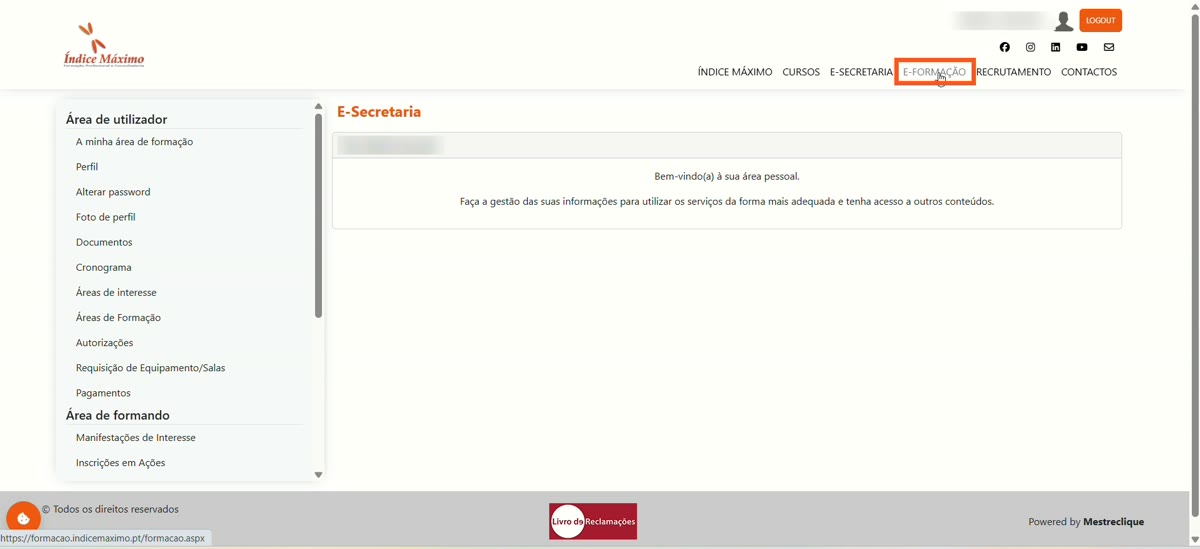 LOGOUT
Índice Máximo
ÍNDICE MÁXIMO CURSOS E-SECRETARIA E-FORMAÇÃO RECRUTAMENTO CONTACTOS
Área de utilizador
A minha área de formação
Perfil
Alterar password
Foto de perfil
Documentos
Cronograma
Áreas de interesse
Áreas de Formação
Autorizações
Requisição de Equipamento/Salas
Pagamentos
Área de formando
Manifestações de Interesse
Inscrições em Ações
E-Secretaria
Bem-vindo(a) à sua área pessoal.
Faça a gestão das suas informações para utilizar os serviços da forma mais adequada e tenha acesso a outros conteúdos.
© Todos os direitos reservados
Livro de Reclamações
Powered by Mestreclique
https://formacao.indicemaximo.pt/formacao.aspx